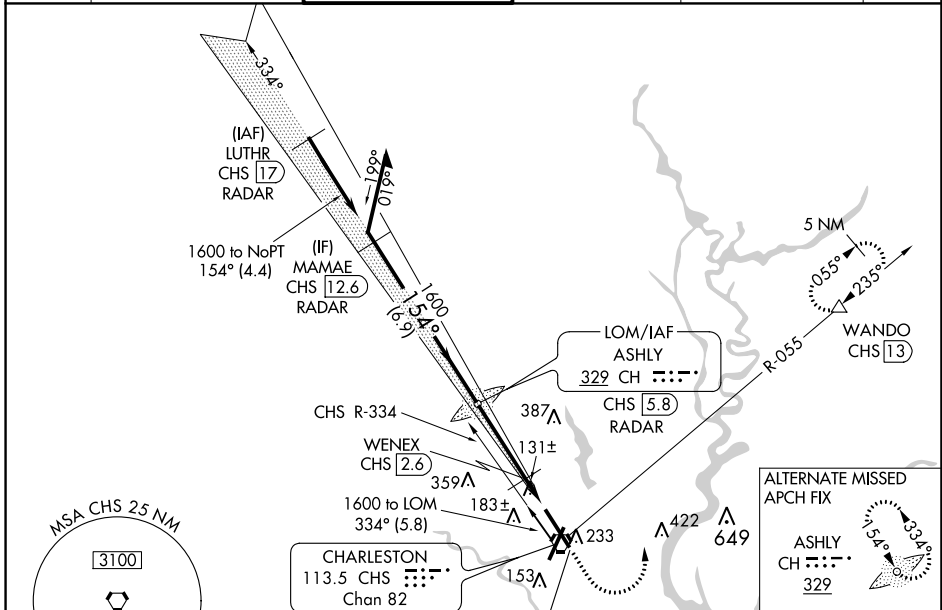 334°
(IAF)
LUTHR
CHS 17
RADAR
199°
019°
1600 to NoPT
154° (4.4)
(IF)
MAMAE
CHS 12.6
RADAR
1600
154°
(6.9)
5 NM
055°
235°
WANDO
CHS 13
R-055
LOM/IAF
ASHLY
329 CH
CHS 5.8
RADAR
CHS R-334
387
WENEX
CHS 2.6
131±
359
183±
1600 to LOM
334° (5.8)
233
422
649
153
CHARLESTON
113.5 CHS
Chan 82
MSA CHS 25 NM
3100
ALTERNATE MISSED
APCH FIX
154°
334°
ASHLY
CH
329